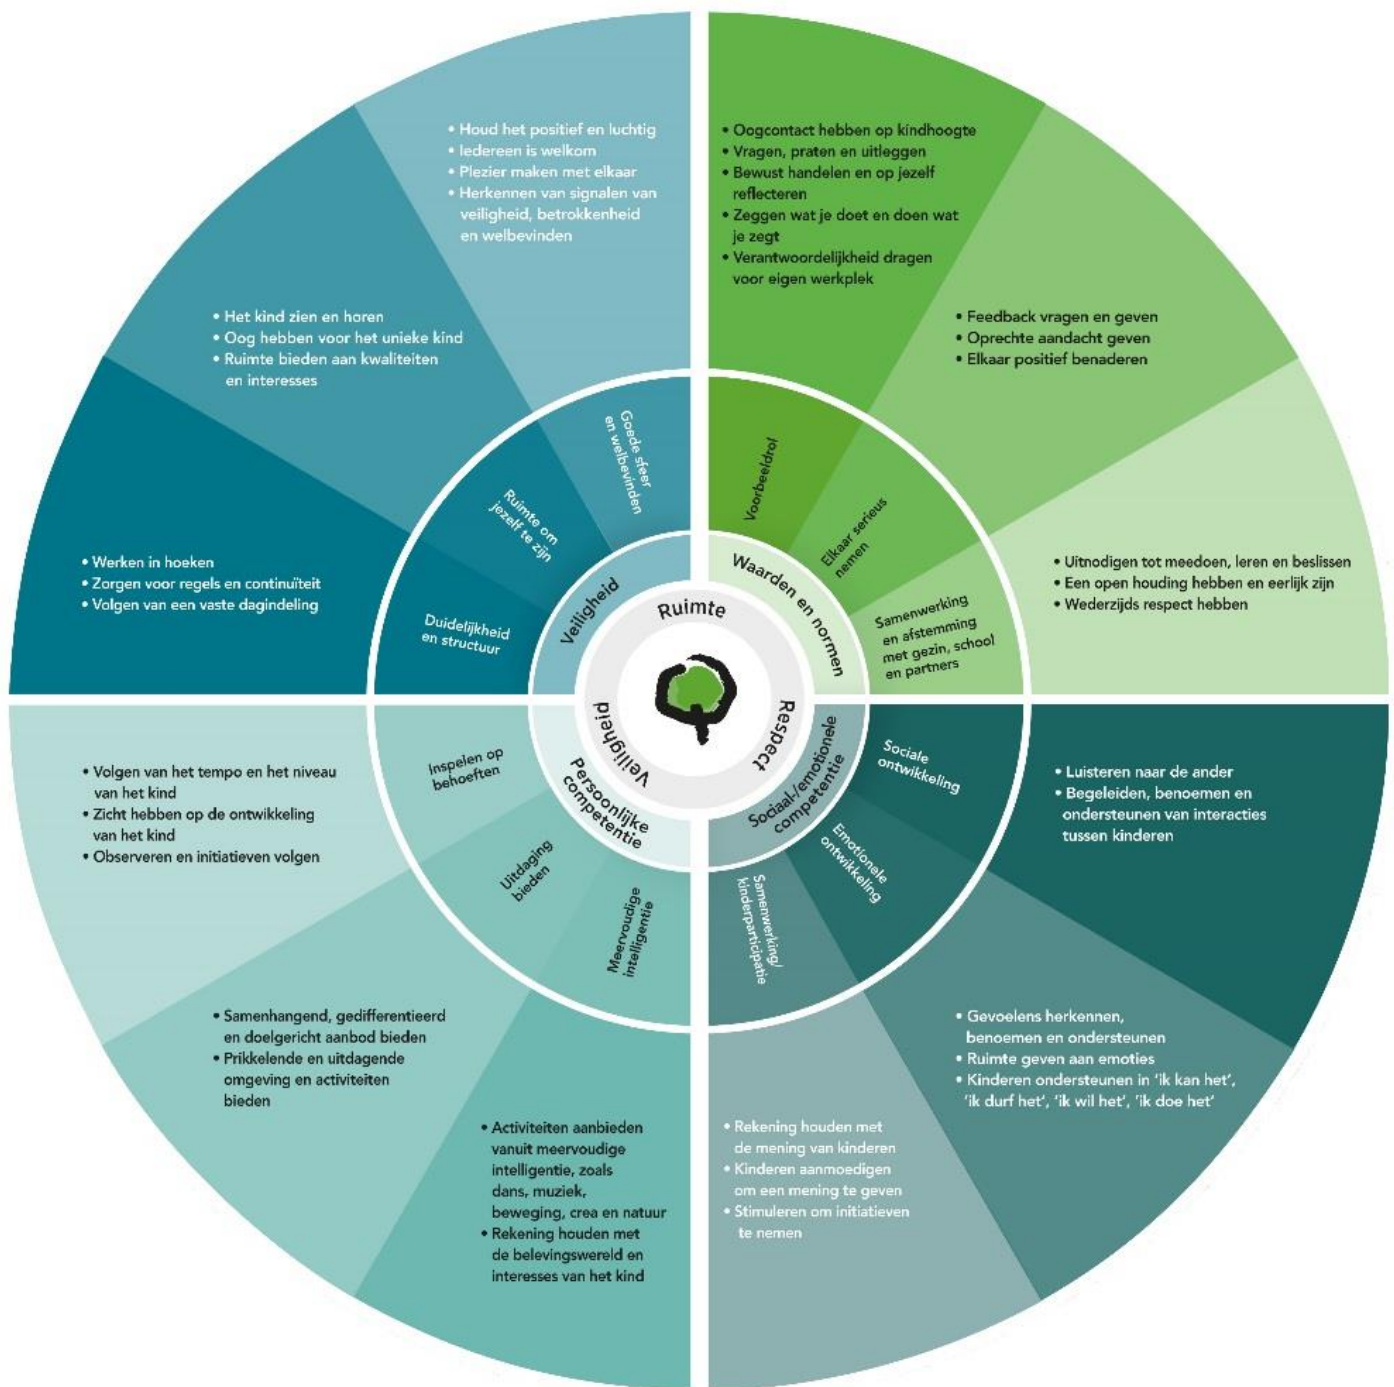 • Houd het positief en luchtig
• Iedereen is welkom
• Plezier maken met elkaar
• Herkennen van signalen van
veiligheid, betrokkenheid
en welbevinden
• Oogcontact hebben op kindhoogte
• Vragen, praten en uitleggen
• Bewust handelen en op jezelf
reflecteren
• Zeggen wat je doet en doen wat
je zegt
• Verantwoordelijkheid dragen
voor eigen werkplek
• Het kind zien en horen
• Oog hebben voor het unieke kind
• Ruimte bieden aan kwaliteiten
en interesses
• Feedback vragen en geven
• Oprechte aandacht geven
• Elkaar positief benaderen
• Werken in hoeken
• Zorgen voor regels en continuïteit
• Volgen van een vaste dagindeling
• Uitnodigen tot meedoen, leren en beslissen
• Een open houding hebben en eerlijk zijn
• Wederzijds respect hebben
Goede sfeer
en welbevinden
Ruimte om
jezelf te zijn
Duidelijkheid
en structuur
Voorbeeldrol
Elkaar serieus
nemen
Samenwerking
en afstemming
met gezin, school
en partners
Veiligheid
Waarden en normen
Ruimte
Respect
Veiligheid
Persoonlijke
competentie
Sociaal-/emotionele
competentie
Inspelen op
behoeften
Uitdaging
bieden
Meervoudige
intelligentie
Sociale
ontwikkeling
Emotionele
ontwikkeling
Samenwerking/
kinderparticipatie
• Volgen van het tempo en het niveau
van het kind
• Zicht hebben op de ontwikkeling
van het kind
• Observeren en initiatieven volgen
• Luisteren naar de ander
• Begeleiden, benoemen en
ondersteunen van interacties
tussen kinderen
• Samenhangend, gedifferentieerd
en doelgericht aanbod bieden
• Prikkelende en uitdagende
omgeving en activiteiten
bieden
• Gevoelens herkennen,
benoemen en ondersteunen
• Ruimte geven aan emoties
• Kinderen ondersteunen in 'ik kan het',
'ik durf het', 'ik wil het', 'ik doe het'
• Activiteiten aanbieden
vanuit meervoudige
intelligentie, zoals
dans, muziek,
beweging, crea en natuur
• Rekening houden met
de belevingswereld en
interesses van het kind
• Rekening houden met
de mening van kinderen
• Kinderen aanmoedigen
om een mening te geven
• Stimuleren om initiatieven
te nemen